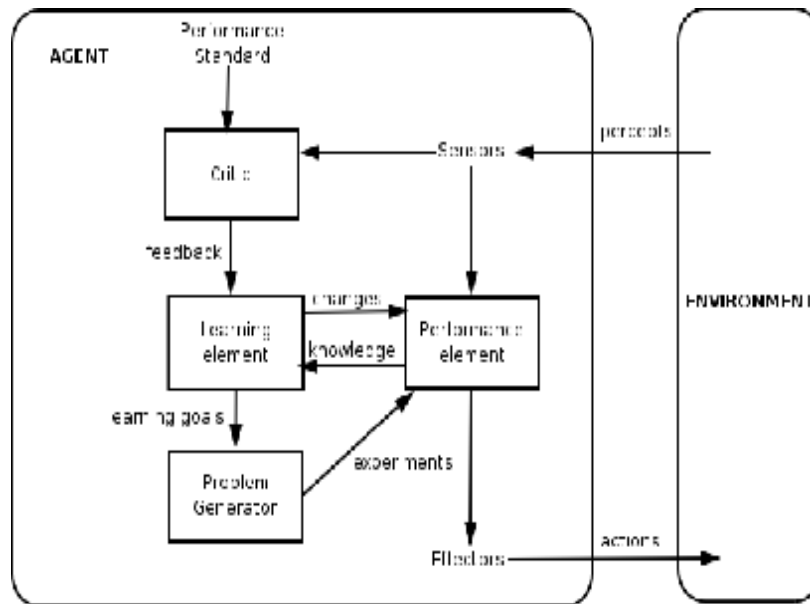 Performance
Standard
AGENT
percepts
Sensors
Critic
feedback
changes
ENVIRONMENT
Learning
element
Performance
element
knowledge
learning goals
experiments
Problem
Generator
actions
Effectors